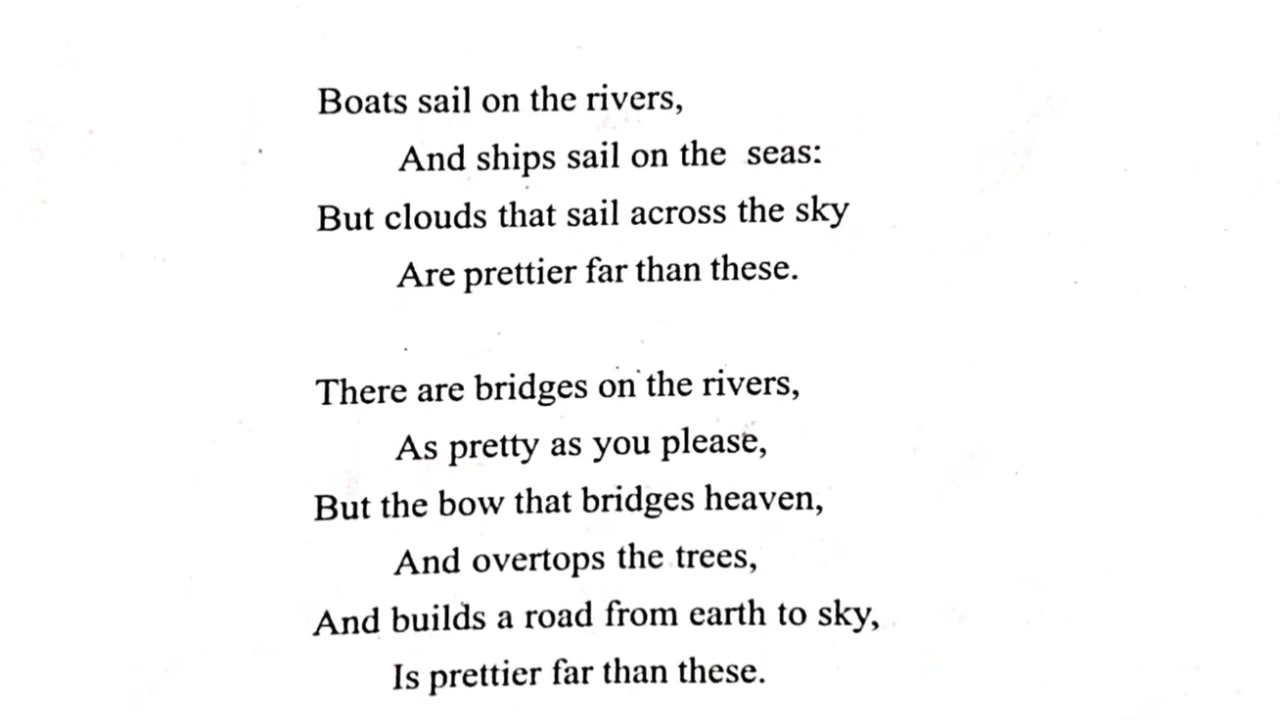 Boats sail on the rivers,
And ships sail on the seas:
But clouds that sail across the sky
Are prettier far than these.
There are bridges on the rivers,
As pretty as you please,
But the bow that bridges heaven,
And overtops the trees,
And builds a road from earth to sky,
Is prettier far than these.